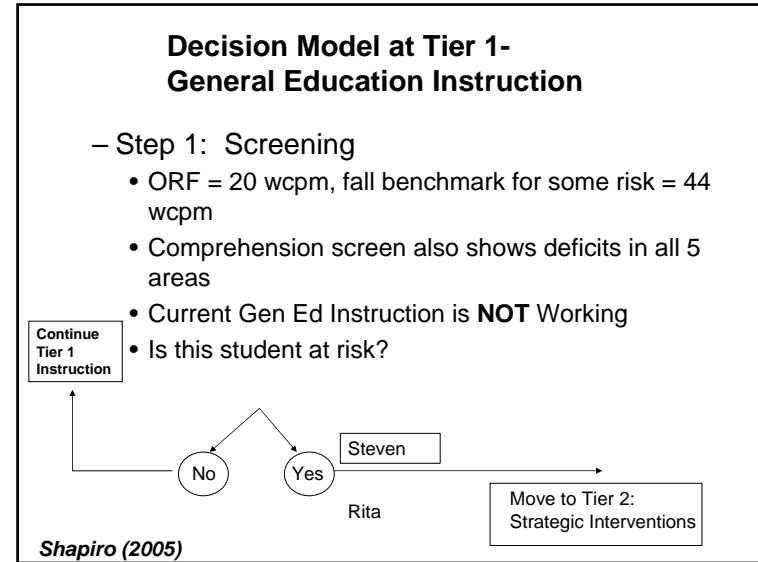 Decision Model at Tier 1-
General Education Instruction
– Step 1: Screening
• ORF = 20 wcpm, fall benchmark for some risk = 44
wcpm
• Comprehension screen also shows deficits in all 5
areas
• Current Gen Ed Instruction is NOT Working
• Is this student at risk?
Continue
Tier 1
Instruction
No
Yes
Steven
Rita
Move to Tier 2:
Strategic Interventions
Shapiro (2005)